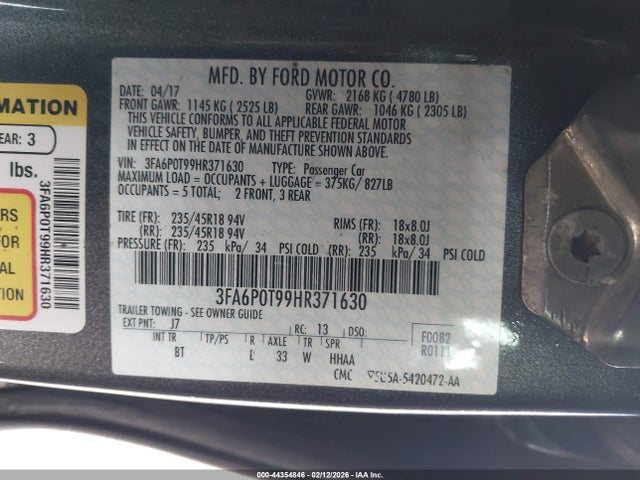 MFD. BY FORD MOTOR CO.
DATE: 04/17 GVWR: 2168 KG ( 4780 LB)
FRONT GAWR: 1145 KG ( 2525 LB) REAR GAWR: 1046 KG ( 2305 LB)
THIS VEHICLE CONFORMS TO ALL APPLICABLE FEDERAL MOTOR
VEHICLE SAFETY, BUMPER, AND THEFT PREVENTION STANDARDS
IN EFFECT ON THE DATE OF MANUFACTURE SHOWN ABOVE.
VIN: 3FA6P0T99HR371630 TYPE: Passenger Car
MAXIMUM LOAD = OCCUPANTS + LUGGAGE = 375KG/ 827LB
OCCUPANTS = 5 TOTAL; 2 FRONT, 3 REAR
TIRE (FR): 235/45R18 94V RIMS (FR): 18x8.0J
(RR): 235/45R18 94V (RR): 18x8.0J
PRESSURE (FR): 235 kPa/ 34 PSI COLD (RR): 235 kPa/ 34 PSI COLD
3FA6P0T99HR371630
TRAILER TOWING - SEE OWNER GUIDE
EXT PNT: J7 RC: 13 DSO: F0082
INT TR TP/PS R AXLE TR SPR R0111
BT 33 W HHAA
CMC 5U5A-5420472-AA
MATION
EAR: 3
lbs.
RS
FOR
AL
ION
3FA6P0T99HR371630
000-44354846 - 02/12/2026 - IAA Inc.